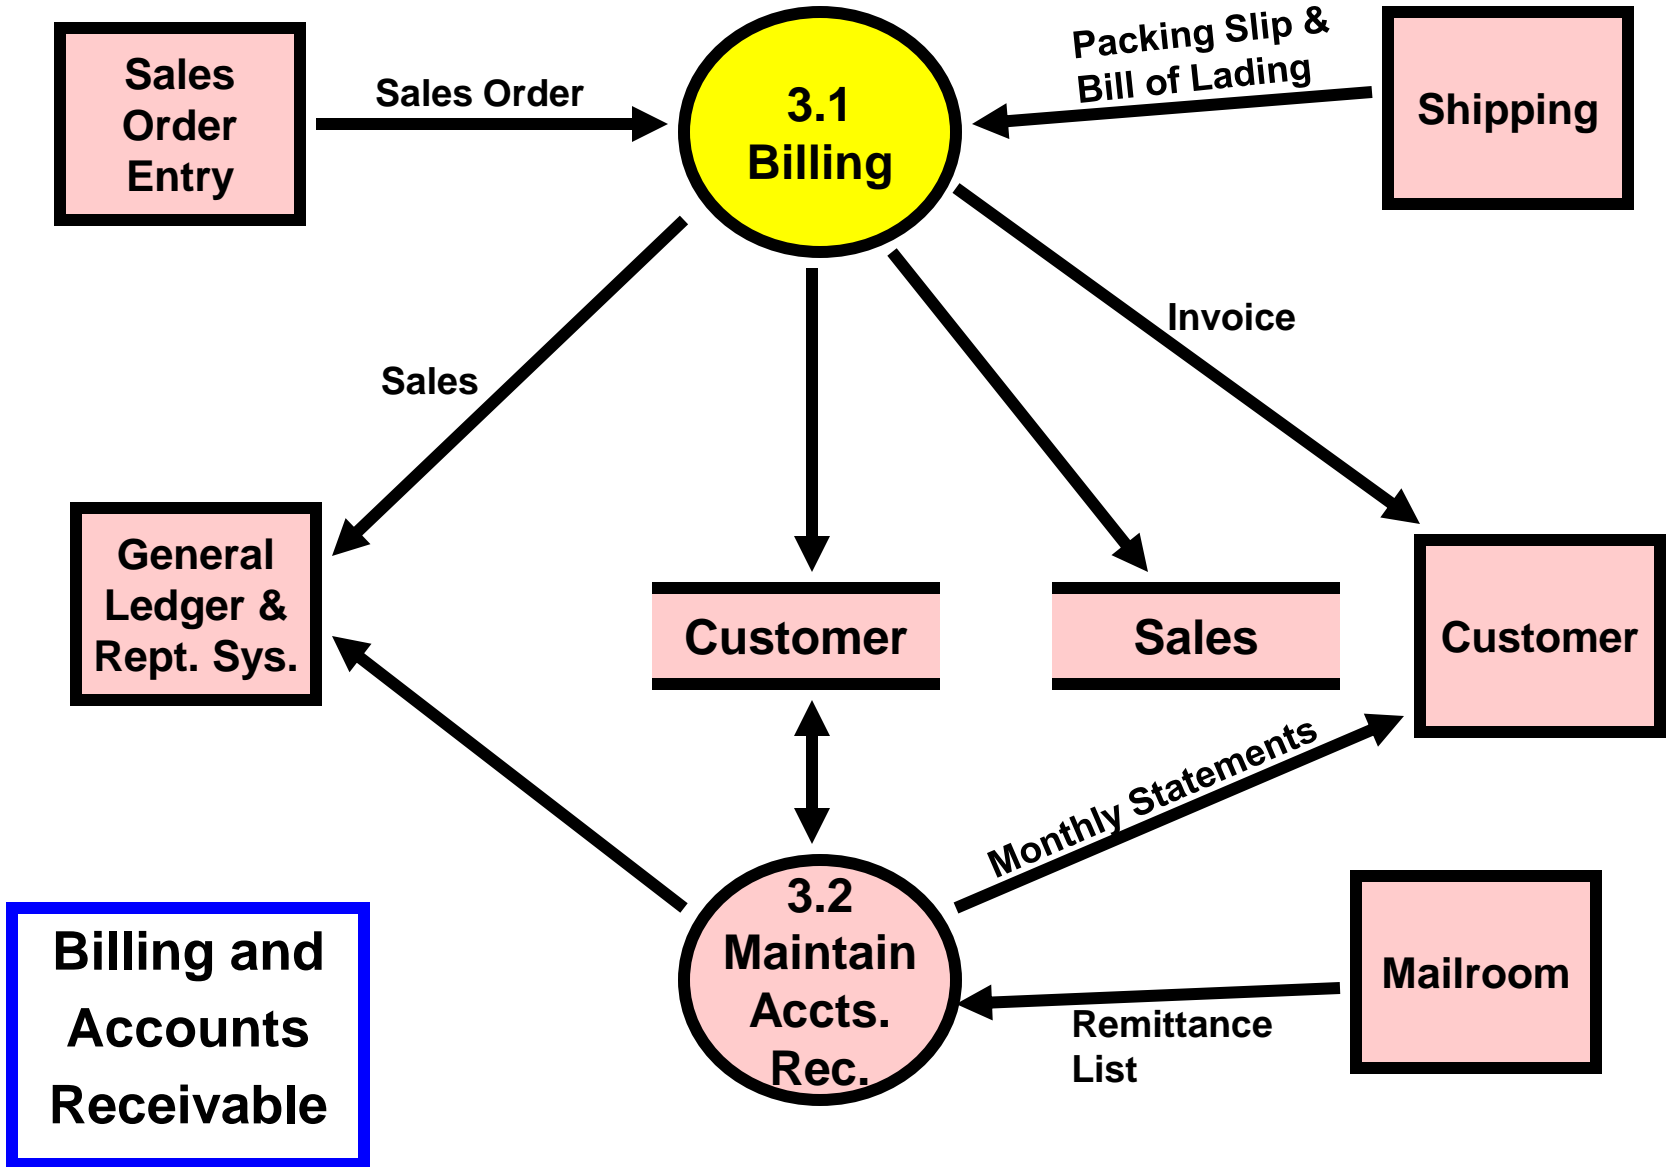 Sales
Order
Entry
Sales Order
3.1
Billing
Packing Slip &
Bill of Lading
Shipping
Sales
Invoice
General
Ledger &
Rept. Sys.
Customer
Sales
Customer
Monthly Statements
3.2
Maintain
Accts.
Rec.
Mailroom
Remittance
List
Billing and
Accounts
Receivable